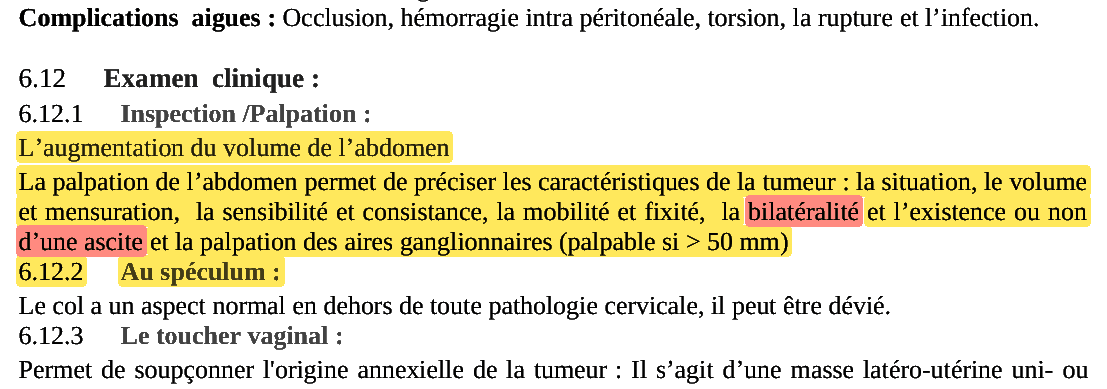 Complications aigues : Occlusion, hémorragie intra péritonéale, torsion, la rupture et l’infection.
6.12 Examen clinique :
6.12.1 Inspection /Palpation :
L’augmentation du volume de l’abdomen
La palpation de l’abdomen permet de préciser les caractéristiques de la tumeur : la situation, le volume
et mensuration, la sensibilité et consistance, la mobilité et fixité, la bilatéralité et l’existence ou non
d’une ascite et la palpation des aires ganglionnaires (palpable si > 50 mm)
6.12.2 Au spéculum :
Le col a un aspect normal en dehors de toute pathologie cervicale, il peut être dévié.
6.12.3 Le toucher vaginal :
Permet de soupçonner l'origine annexielle de la tumeur : Il s’agit d’une masse latéro-utérine uni- ou